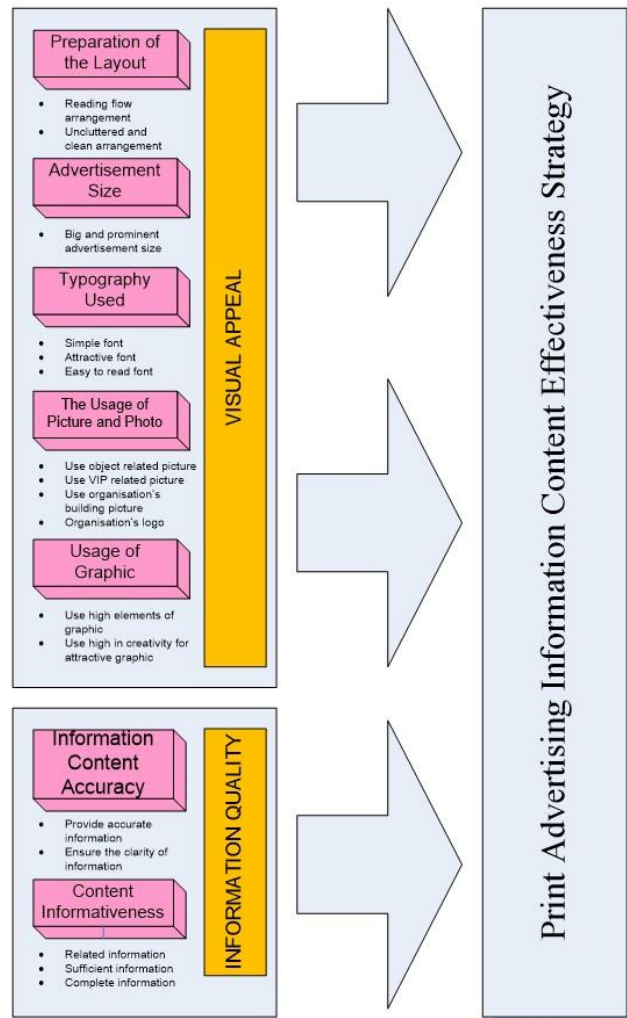 Preparation of
the Layout
• Reading flow
arrangement
• Uncluttered and
clean arrangement
Advertisement
Size
• Big and prominent
advertisement size
Typography
Used
• Simple font
• Attractive font
• Easy to read font
The Usage of
Picture and Photo
• Use object related picture
• Use VIP related picture
• Use organisation's
building picture
• Organisation's logo
Usage of
Graphic
• Use high elements of
graphic
• Use high in creativity for
attractive graphic
VISUAL APPEAL
Information
Content
Accuracy
• Provide accurate
information
• Ensure the clarity of
information
Content
Informativeness
• Related information
• Sufficient information
• Complete information
INFORMATION QUALITY
Print Advertising Information Content Effectiveness Strategy